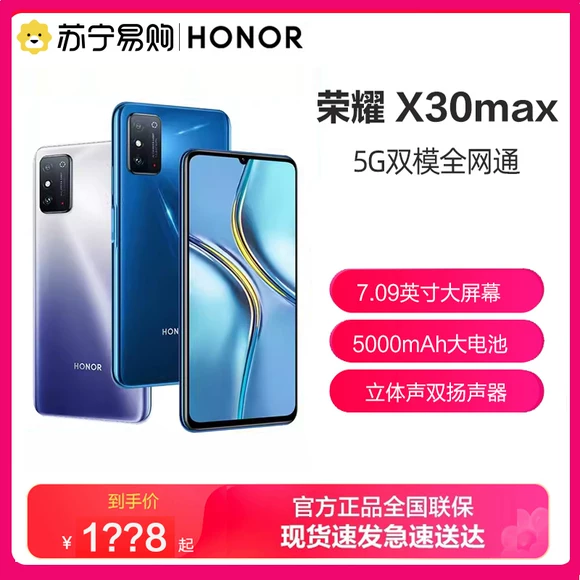 苏宁易购 | HONOR
荣耀 X30max
5G双模全网通
7.09英寸大屏幕
5000mAh大电池
立体声双扬声器
HONOR
HONOR
到手价
¥ 1??8 起
官方正品全国联保
现货速发急速送达